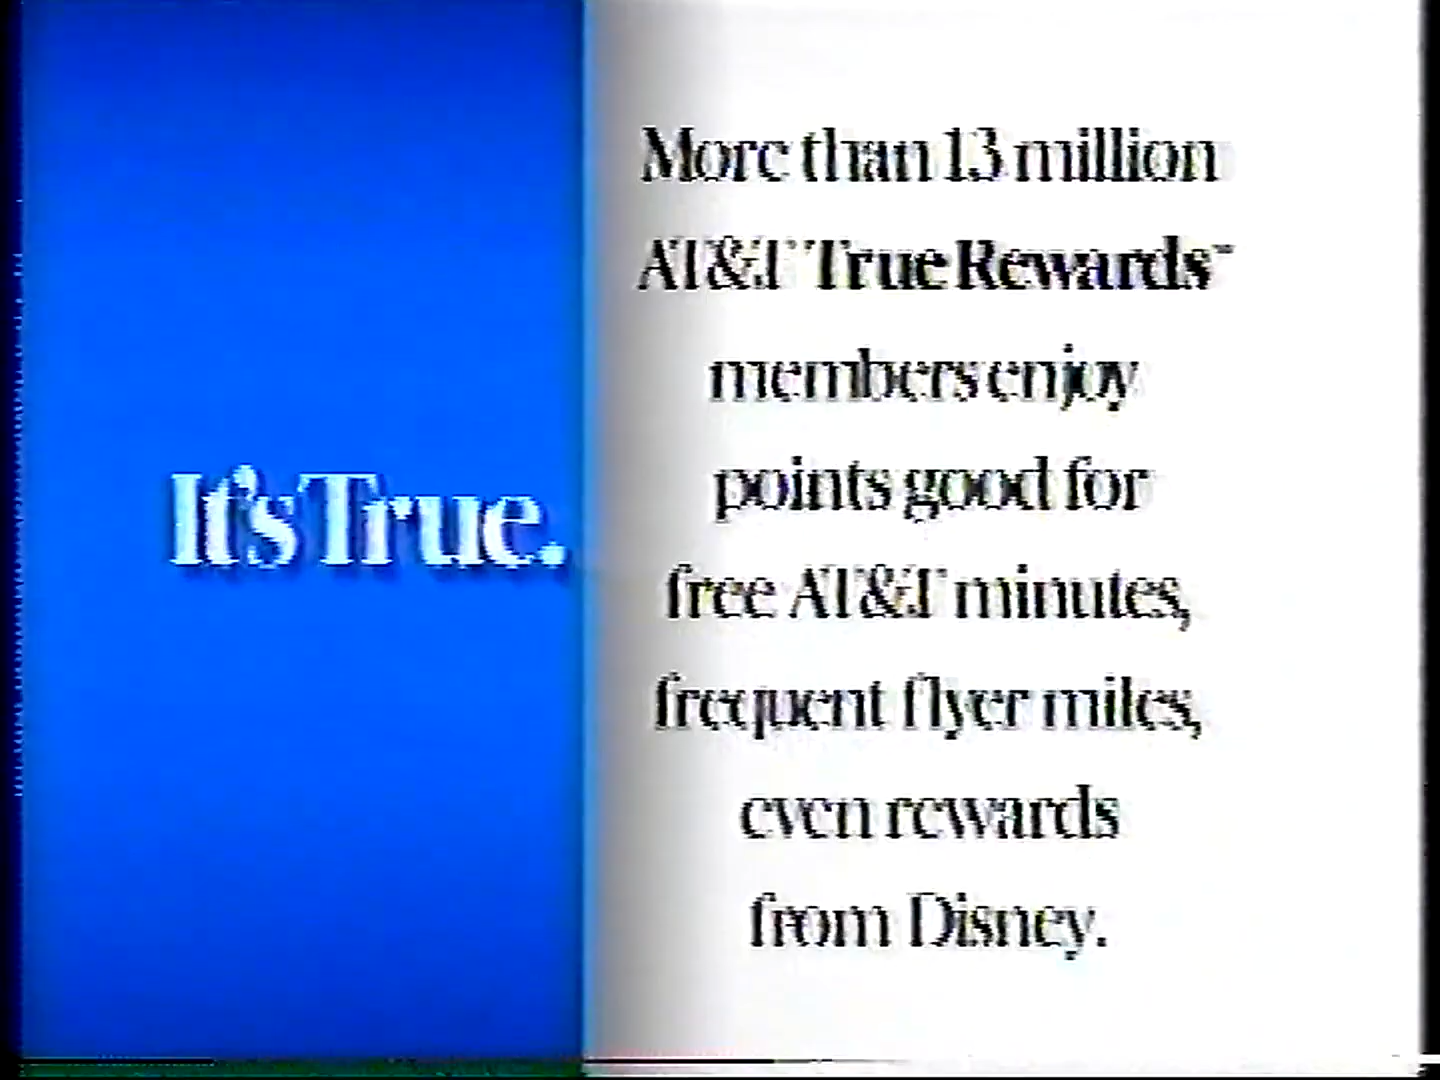 It's True.
More than 13 million
AT&T True Rewards℠
members enjoy
points good for
free AT&T minutes,
frequent flyer miles,
even rewards
from Disney.